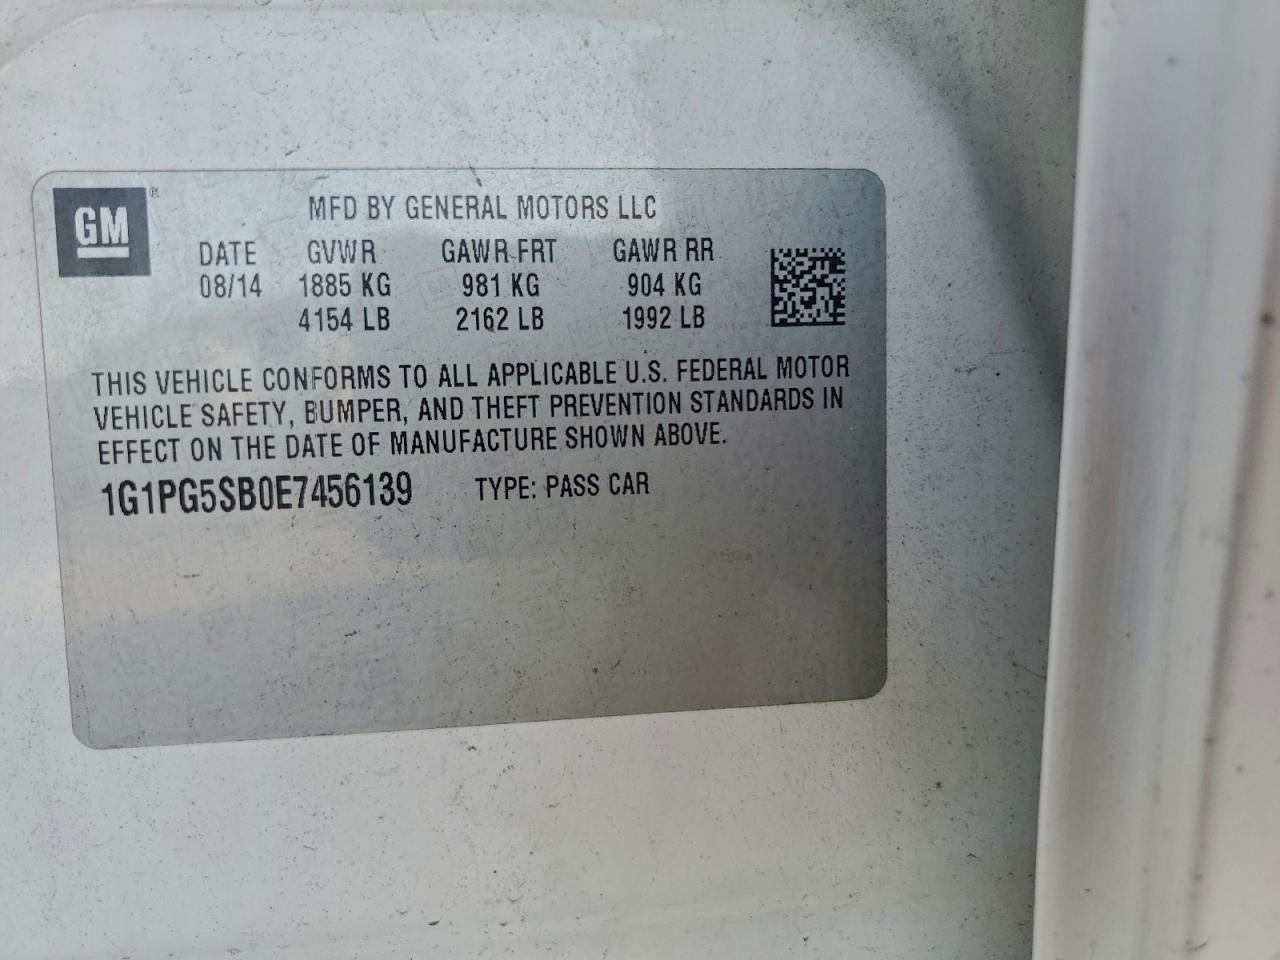 GM®
MFD BY GENERAL MOTORS LLC
DATE GVWR GAWR FRT GAWR RR
08/14 1885 KG 981 KG 904 KG
4154 LB 2162 LB 1992 LB
THIS VEHICLE CONFORMS TO ALL APPLICABLE U.S. FEDERAL MOTOR
VEHICLE SAFETY, BUMPER, AND THEFT PREVENTION STANDARDS IN
EFFECT ON THE DATE OF MANUFACTURE SHOWN ABOVE.
1G1PG5SB0E7456139 TYPE: PASS CAR